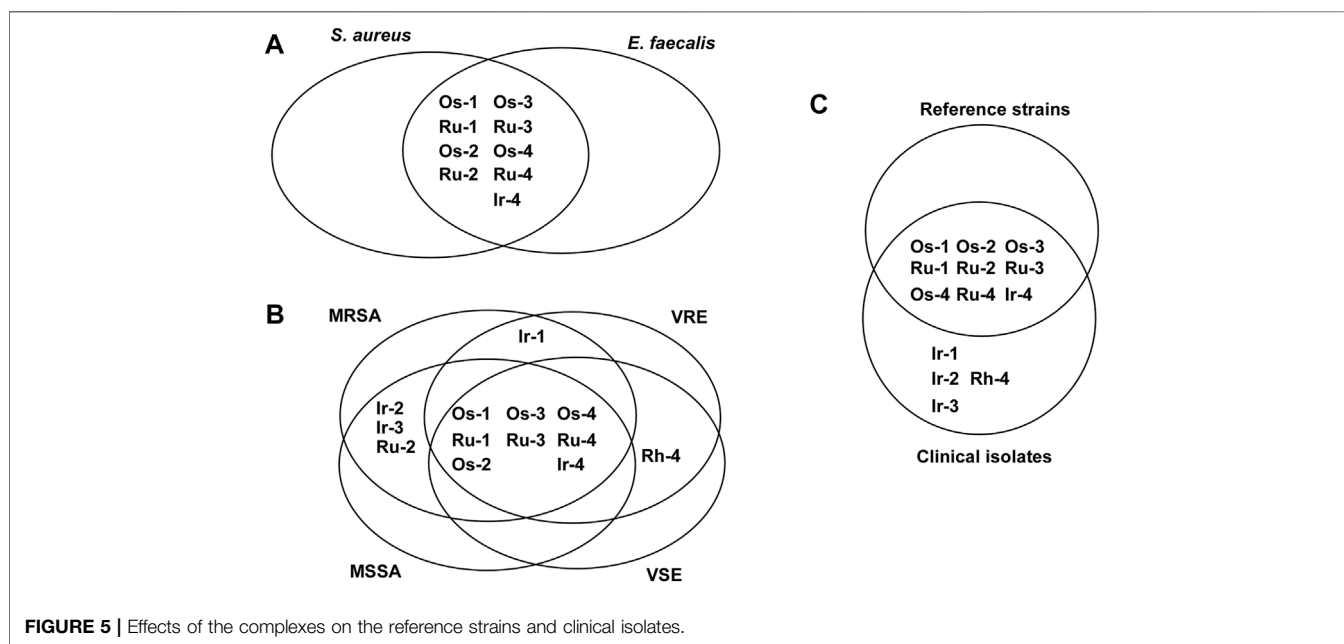 A
S. aureus
E. faecalis
Os-1 Os-3
Ru-1 Ru-3
Os-2 Os-4
Ru-2 Ru-4
Ir-4
B
MRSA
VRE
Ir-1
Ir-2
Ir-3
Ru-2
Os-1 Os-3 Os-4
Ru-1 Ru-3 Ru-4
Os-2 Ir-4
Rh-4
MSSA
VSE
C
Reference strains
Os-1 Os-2 Os-3
Ru-1 Ru-2 Ru-3
Os-4 Ru-4 Ir-4
Ir-1
Ir-2 Rh-4
Ir-3
Clinical isolates
FIGURE 5 | Effects of the complexes on the reference strains and clinical isolates.